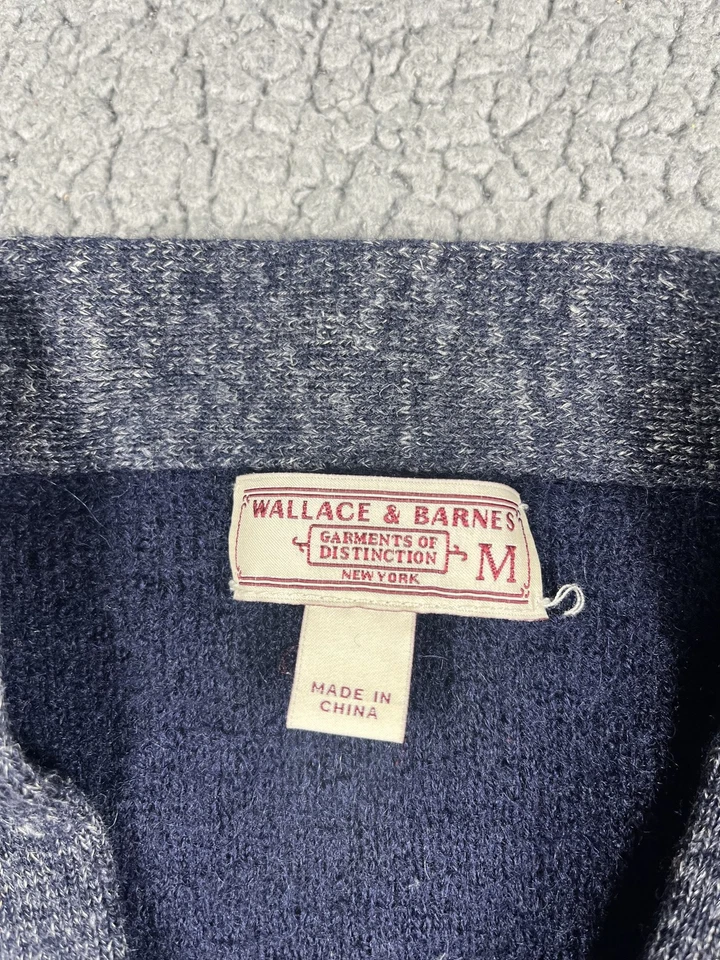 WALLACE & BARNES
GARMENTS OF
DISTINCTION
NEW YORK
M
MADE IN
CHINA